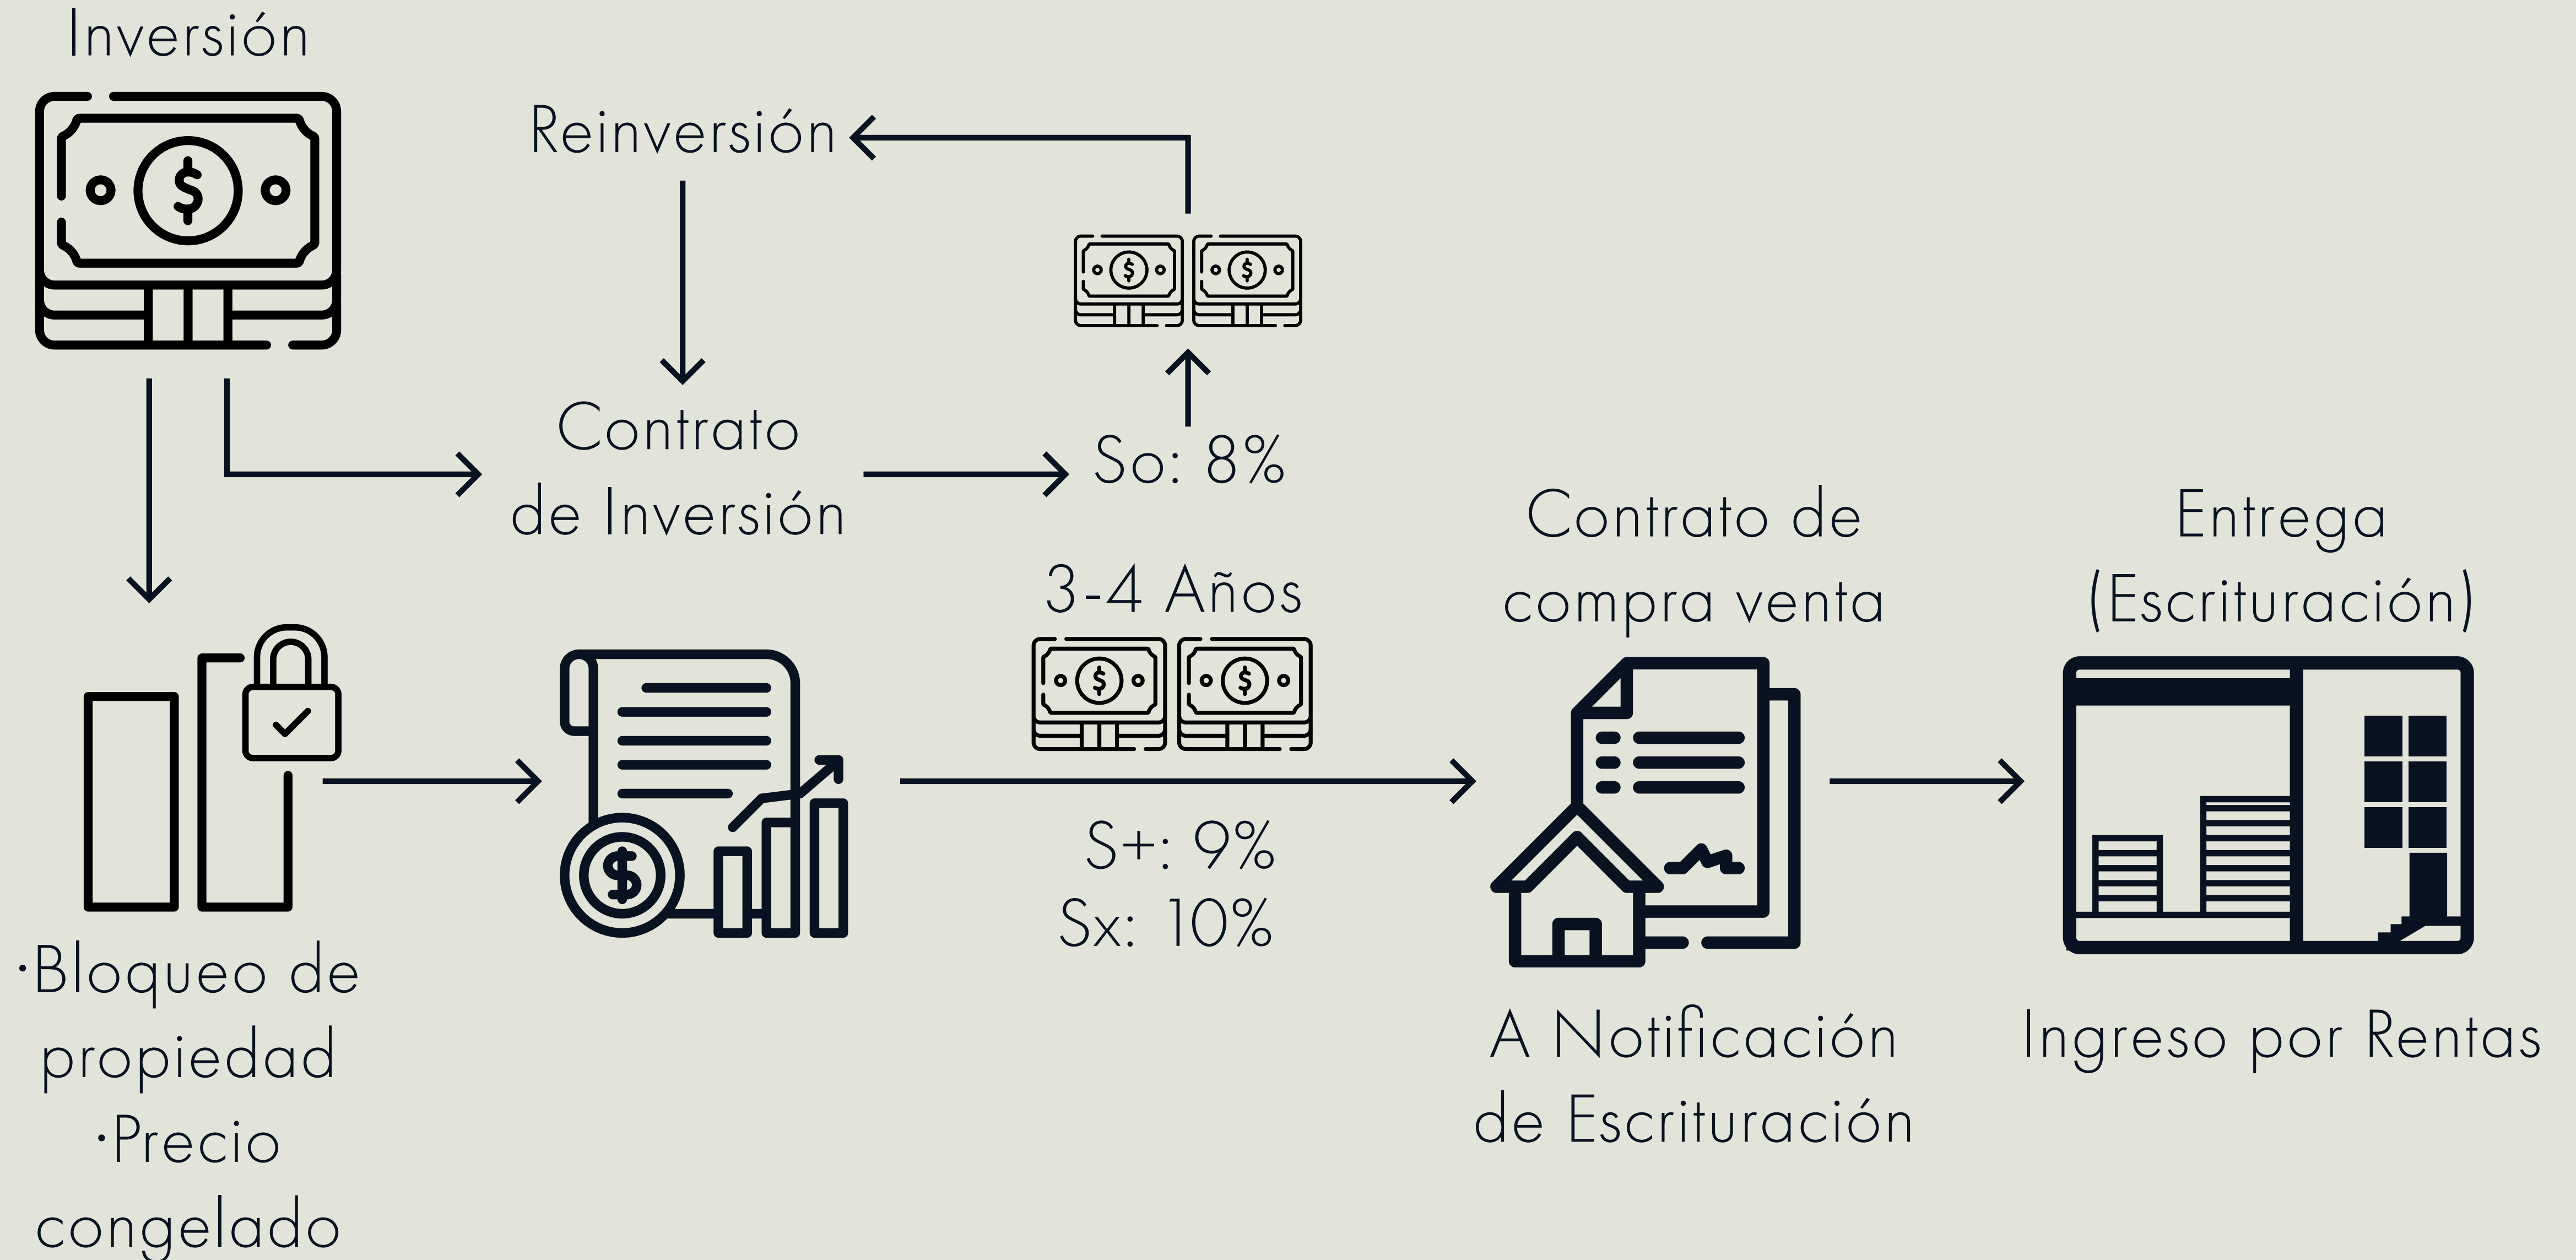 Inversión
Reinversión
Contrato
de Inversión
So: 8%
3-4 Años
S+: 9%
Sx: 10%
·Bloqueo de
propiedad
·Precio
congelado
Contrato de
compra venta
A Notificación
de Escrituración
Entrega
(Escrituración)
Ingreso por Rentas